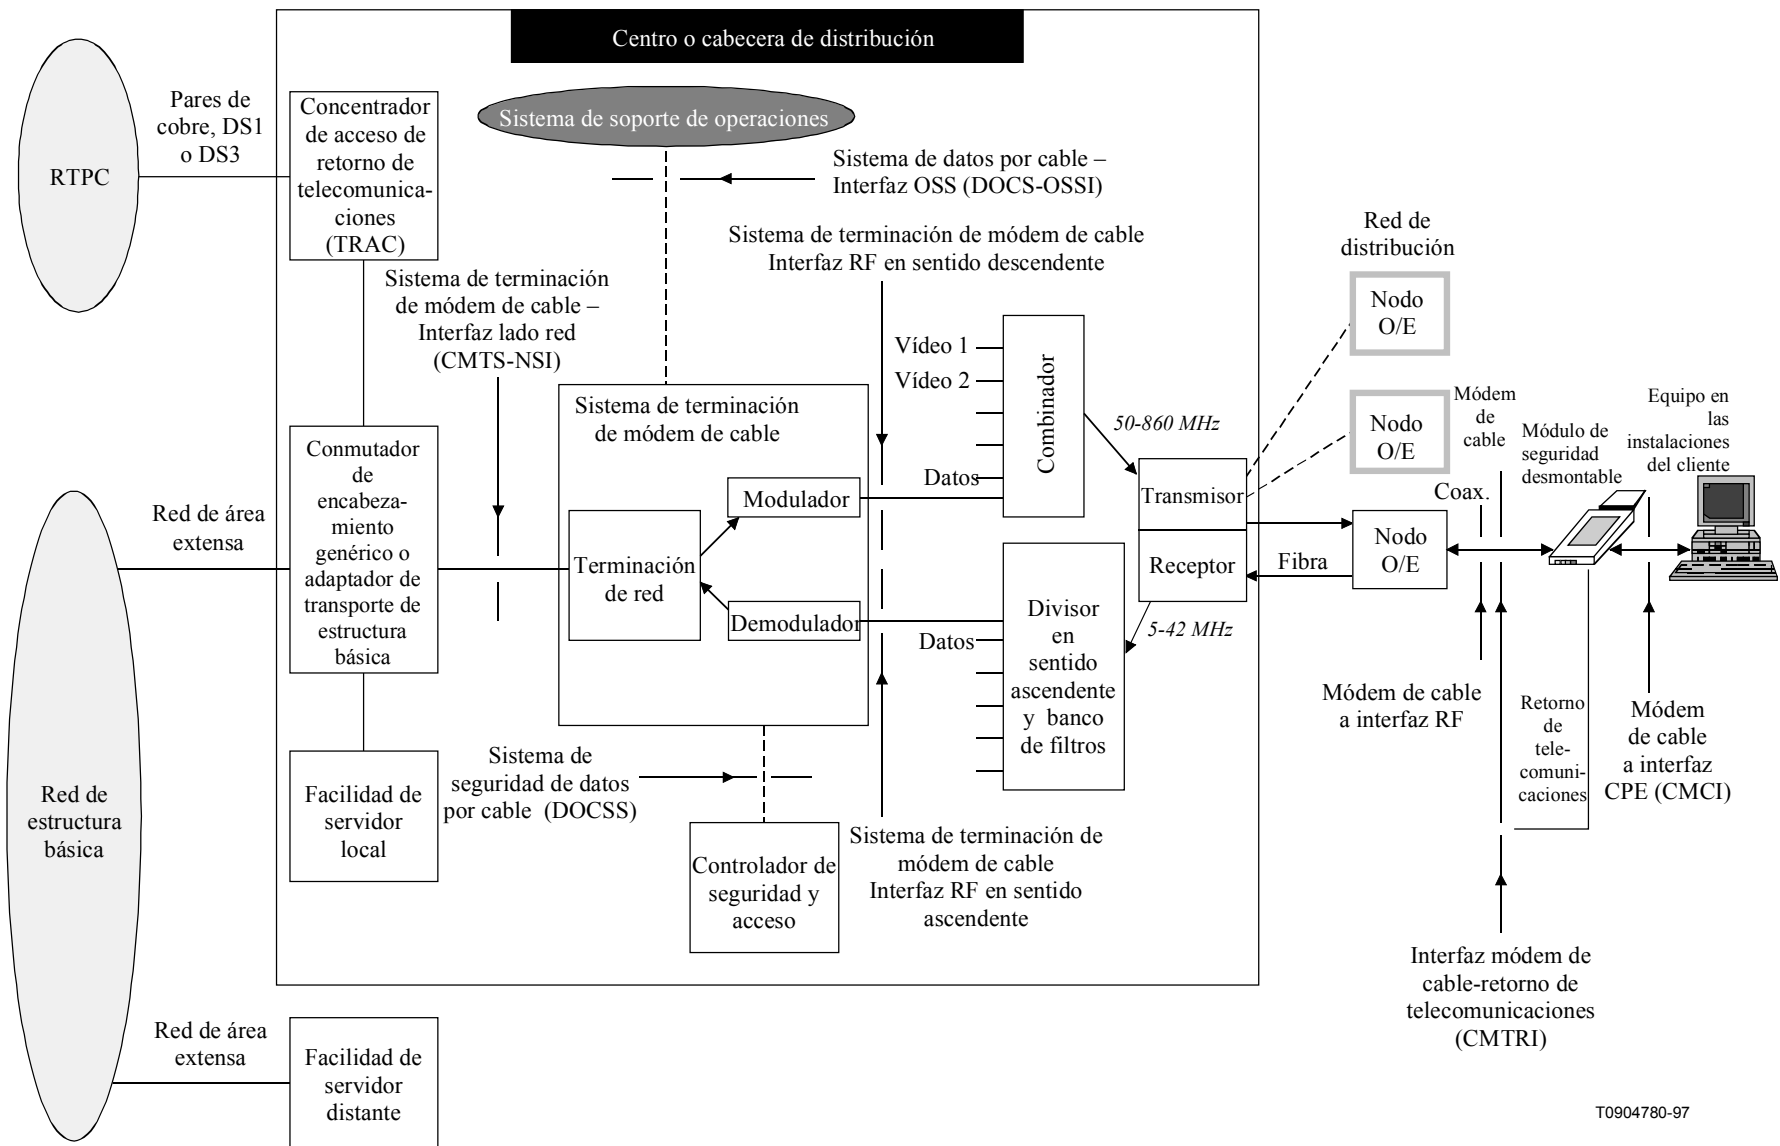 Centro o cabecera de distribución
Pares de
cobre, DS1
o DS3
RTPC
Concentrador
de acceso de
retorno de
telecomunica-
ciones
(TRAC)
Sistema de soporte de operaciones
Sistema de datos por cable –
Interfaz OSS (DOCS-OSSI)
Sistema de terminación de módem de cable
Interfaz RF en sentido descendente
Sistema de terminación
de módem de cable –
Interfaz lado red
(CMTS-NSI)
Red de
distribución
Nodo
O/E
Nodo
O/E
Vídeo 1
Vídeo 2
Datos
Combinador
50-860 MHz
Sistema de terminación
de módem de cable
Modulador
Terminación
de red
Demodulador
Conmutador
de
encabeza-
miento
genérico o
adaptador de
transporte de
estructura
básica
Red de área
extensa
Transmisor
Receptor
Fibra
5-42 MHz
Nodo
O/E
Coax.
Módem
de
cable
Módulo de
seguridad
desmontable
Equipo en
las
instalaciones
del cliente
Datos
Divisor
en
sentido
ascendente
y banco
de filtros
Módem de cable
a interfaz RF
Retorno
de
tele-
comuni-
caciones
Módem
de cable
a interfaz
CPE (CMCI)
Red de
estructura
básica
Facilidad de
servidor
local
Sistema de
seguridad de datos
por cable (DOCSS)
Controlador de
seguridad y
acceso
Sistema de terminación de
módem de cable
Interfaz RF en sentido
ascendente
Interfaz módem de
cable-retorno de
telecomunicaciones
(CMTRI)
Red de área
extensa
Facilidad de
servidor
distante
T0904780-97